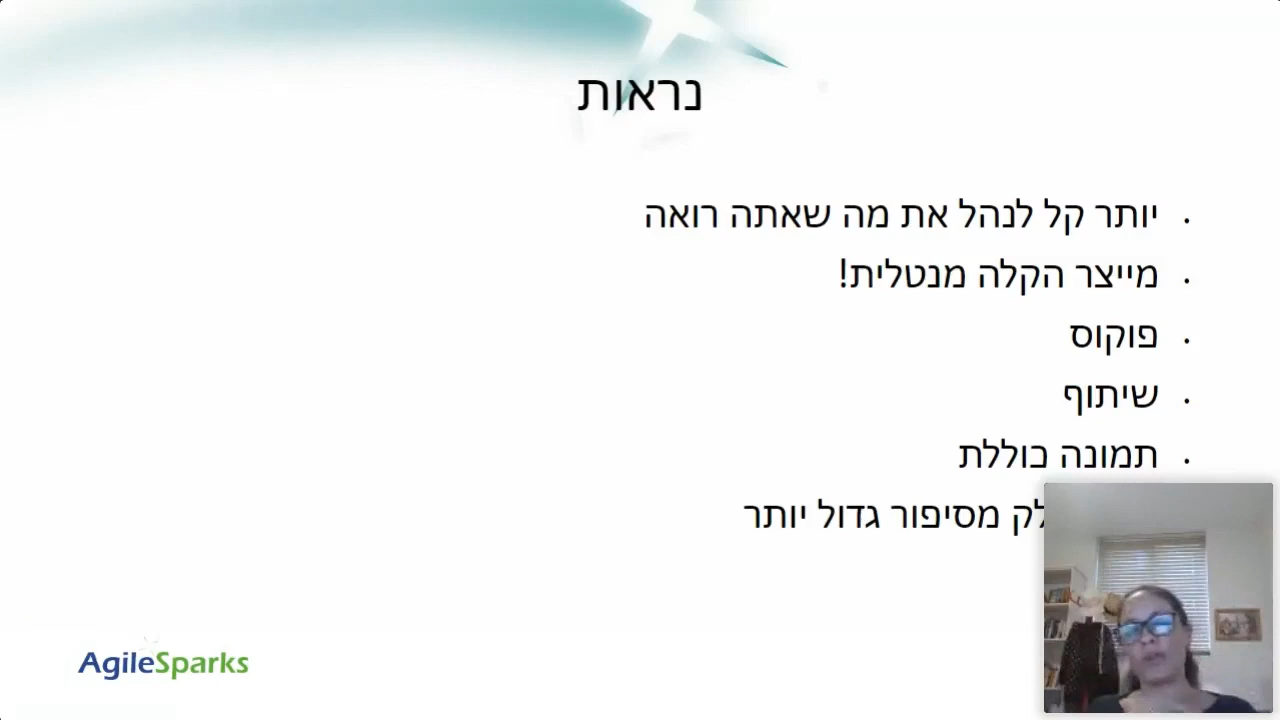 נראות
• יותר קל לנהל את מה שאתה רואה
• מייצר הקלה מנטלית!
• פוקוס
• שיתוף
• תמונה כוללת
מסיפור גדול יותר
AgileSparks